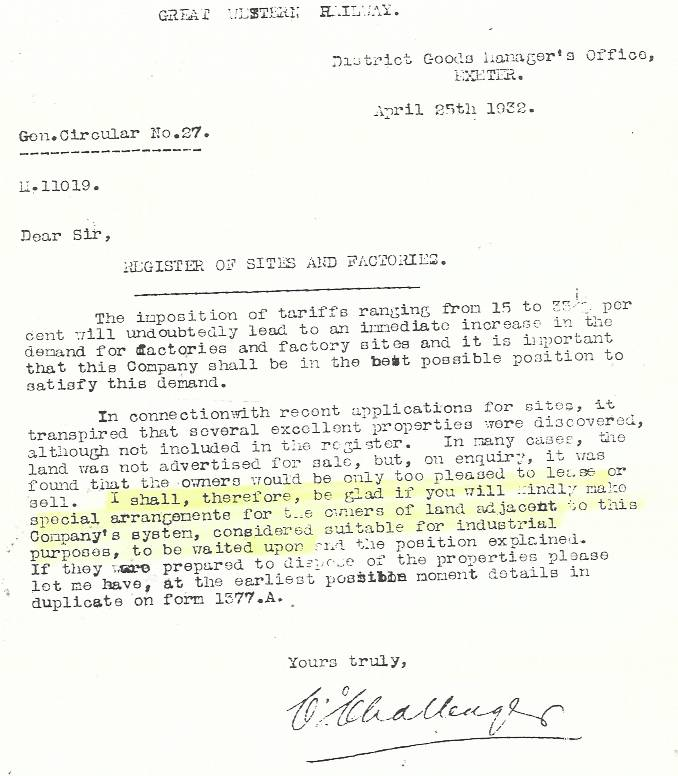 GREAT WESTERN RAILWAY.
District Goods Manager's Office,
EXETER.
April 25th 1932.
Gen.Circular No.27.
M.11019.
Dear Sir,
REGISTER OF SITES AND FACTORIES.
The imposition of tariffs ranging from 15 to 33⅓ per
cent will undoubtedly lead to an immediate increase in the
demand for factories and factory sites and it is important
that this Company shall be in the best possible position to
satisfy this demand.
In connectionwith recent applications for sites, it
transpired that several excellent properties were discovered,
although not included in the register. In many cases, the
land was not advertised for sale, but, on enquiry, it was
found that the owners would be only too pleased to lease or
sell. I shall, therefore, be glad if you will kindly make
special arrangements for the owners of land adjacent to this
Company's system, considered suitable for industrial
purposes, to be waited upon and the position explained.
If they were prepared to dispose of the properties please
let me have, at the earliest possible moment details in
duplicate on form 1377.A.
Yours truly,
Challenger